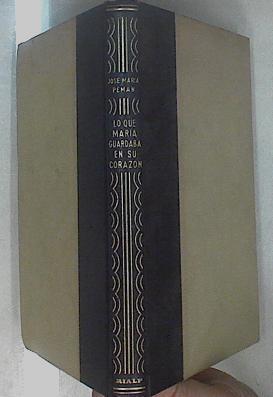 JOSE MARIA
PEMAN
LO QUE
MARIA
GUARDABA
EN SU
CORAZON
RIALP